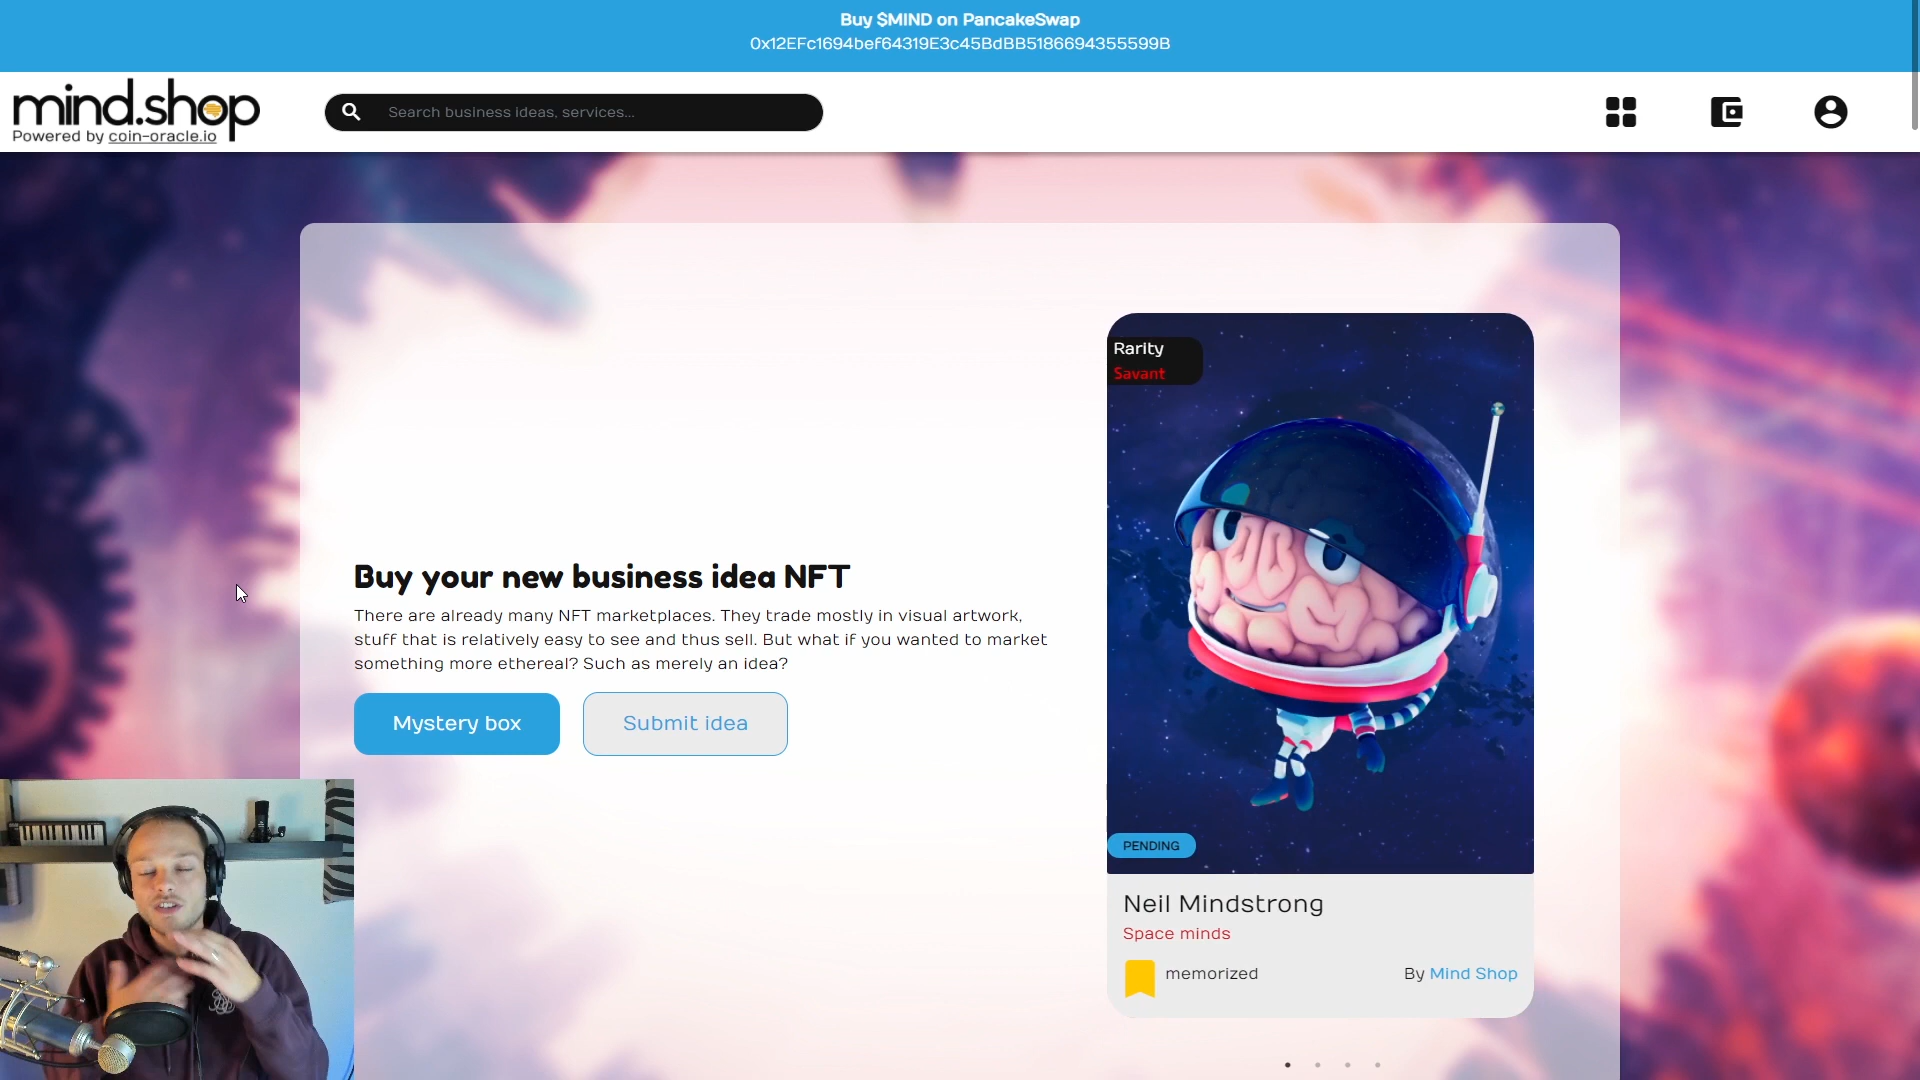 Buy $MIND on PancakeSwap
0x12EFc1694bef64319E3c45BdBB5186694355599B
mind.shop
Powered by coin-oracle.io
Search business ideas, services...
Rarity
Savant
Buy your new business idea NFT
There are already many NFT marketplaces. They trade mostly in visual artwork,
stuff that is relatively easy to see and thus sell. But what if you wanted to market
something more ethereal? Such as merely an idea?
Mystery box
Submit idea
PENDING
Neil Mindstrong
Space minds
memorized
By Mind Shop